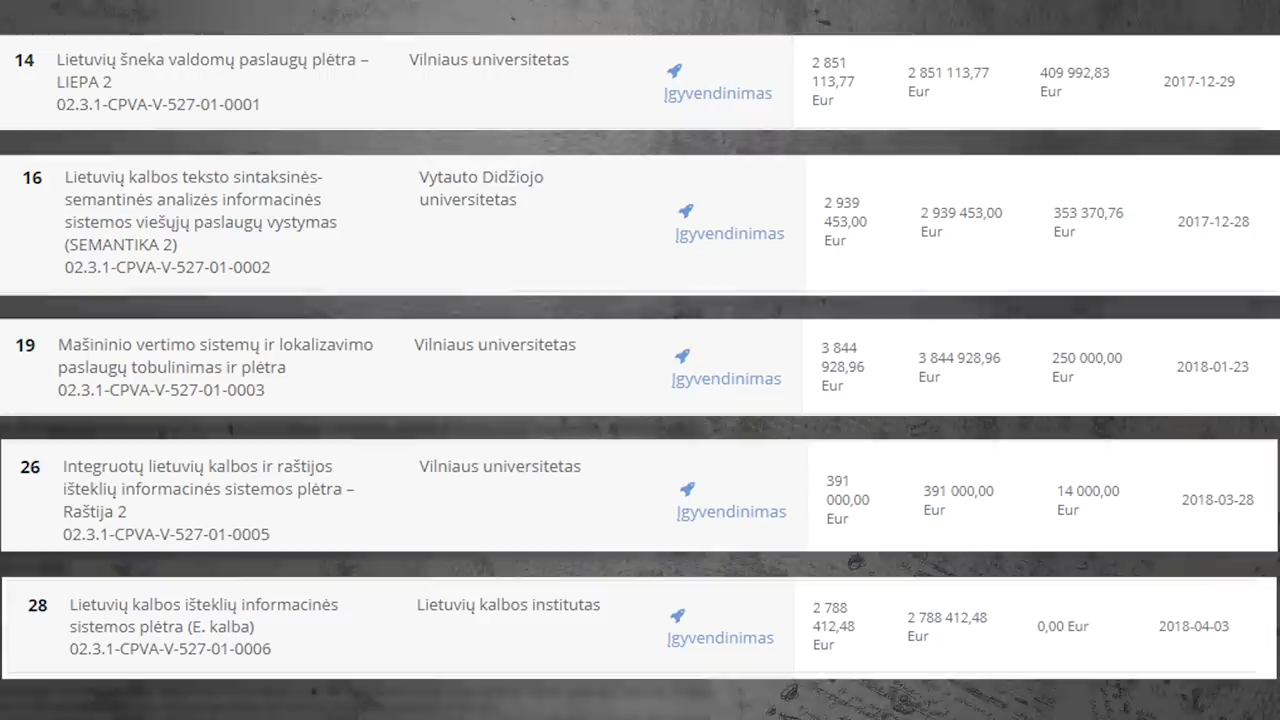 14 Lietuvių šneka valdomų paslaugų plėtra –
LIEPA 2
02.3.1-CPVA-V-527-01-0001
Vilniaus universitetas
Įgyvendinimas
2 851
113,77
Eur
2 851 113,77
Eur
409 992,83
Eur
2017-12-29
16 Lietuvių kalbos teksto sintaksinės-
semantinės analizės informacinės
sistemos viešųjų paslaugų vystymas
(SEMANTIKA 2)
02.3.1-CPVA-V-527-01-0002
Vytauto Didžiojo
universitetas
Įgyvendinimas
2 939
453,00
Eur
2 939 453,00
Eur
353 370,76
Eur
2017-12-28
19 Mašininio vertimo sistemų ir lokalizavimo
paslaugų tobulinimas ir plėtra
02.3.1-CPVA-V-527-01-0003
Vilniaus universitetas
Įgyvendinimas
3 844
928,96
Eur
3 844 928,96
Eur
250 000,00
Eur
2018-01-23
26 Integruotų lietuvių kalbos ir raštijos
išteklių informacinės sistemos plėtra –
Raštija 2
02.3.1-CPVA-V-527-01-0005
Vilniaus universitetas
Įgyvendinimas
391
000,00
Eur
391 000,00
Eur
14 000,00
Eur
2018-03-28
28 Lietuvių kalbos išteklių informacinės
sistemos plėtra (E. kalba)
02.3.1-CPVA-V-527-01-0006
Lietuvių kalbos institutas
Įgyvendinimas
2 788
412,48
Eur
2 788 412,48
Eur
0,00 Eur
2018-04-03